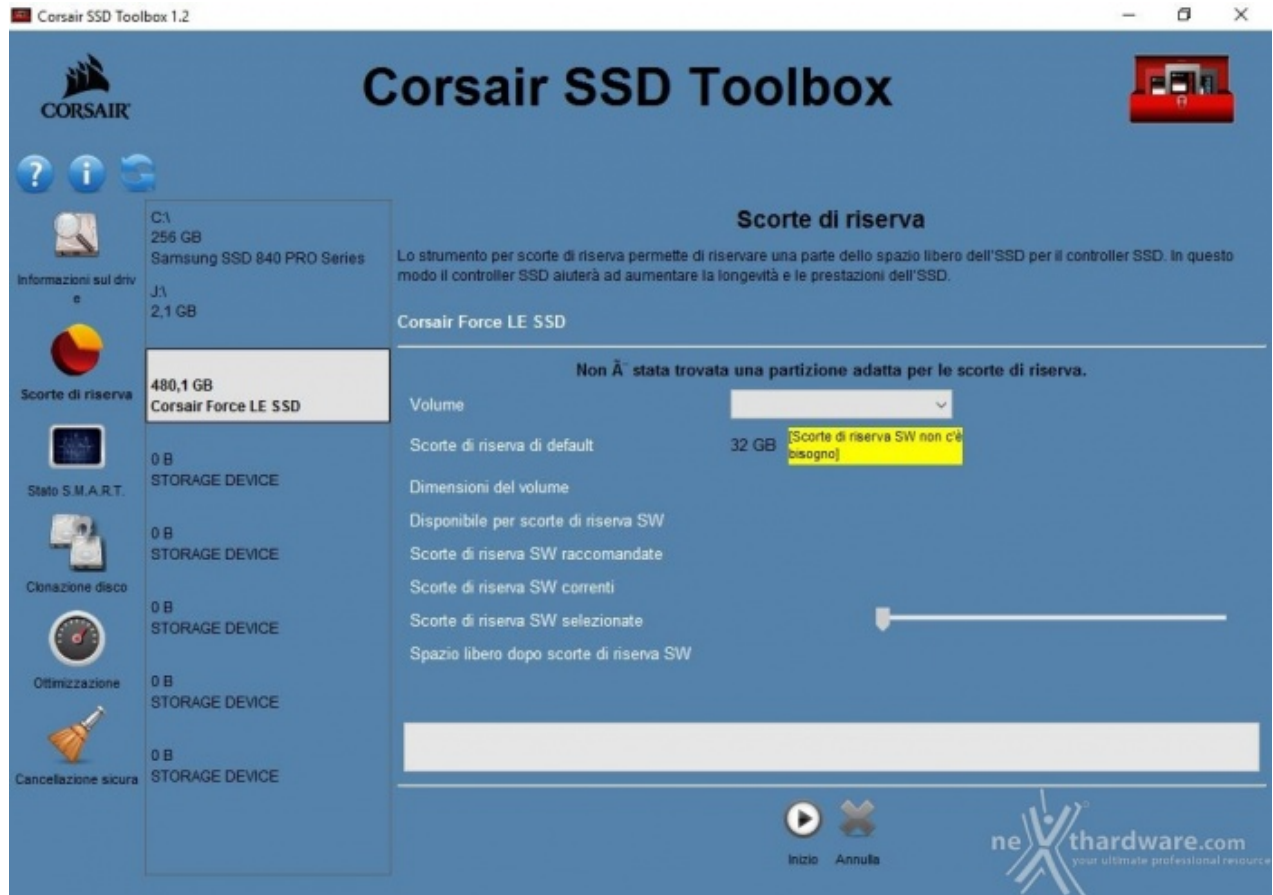 Corsair SSD Toolbox 1.2
CORSAIR
Corsair SSD Toolbox
Informazioni sul driv
e
Scorte di riserva
Stato S.M.A.R.T.
Clonazione disco
Ottimizzazione
Cancellazione sicura
C:\
256 GB
Samsung SSD 840 PRO Series
J:\
2,1 GB
480,1 GB
Corsair Force LE SSD
0 B
STORAGE DEVICE
0 B
STORAGE DEVICE
0 B
STORAGE DEVICE
0 B
STORAGE DEVICE
0 B
STORAGE DEVICE
Scorte di riserva
Lo strumento per scorte di riserva permette di riservare una parte dello spazio libero dell'SSD per il controller SSD. In questo
modo il controller SSD aiuterà ad aumentare la longevità e le prestazioni dell'SSD.
Corsair Force LE SSD
Non Ã¨ stata trovata una partizione adatta per le scorte di riserva.
Volume
Scorte di riserva di default 32 GB [Scorte di riserva SW non c'è
bisogno]
Dimensioni del volume
Disponibile per scorte di riserva SW
Scorte di riserva SW raccomandate
Scorte di riserva SW correnti
Scorte di riserva SW selezionate
Spazio libero dopo scorte di riserva SW
Inizio Annulla
nexthardware.com
your ultimate professional resource